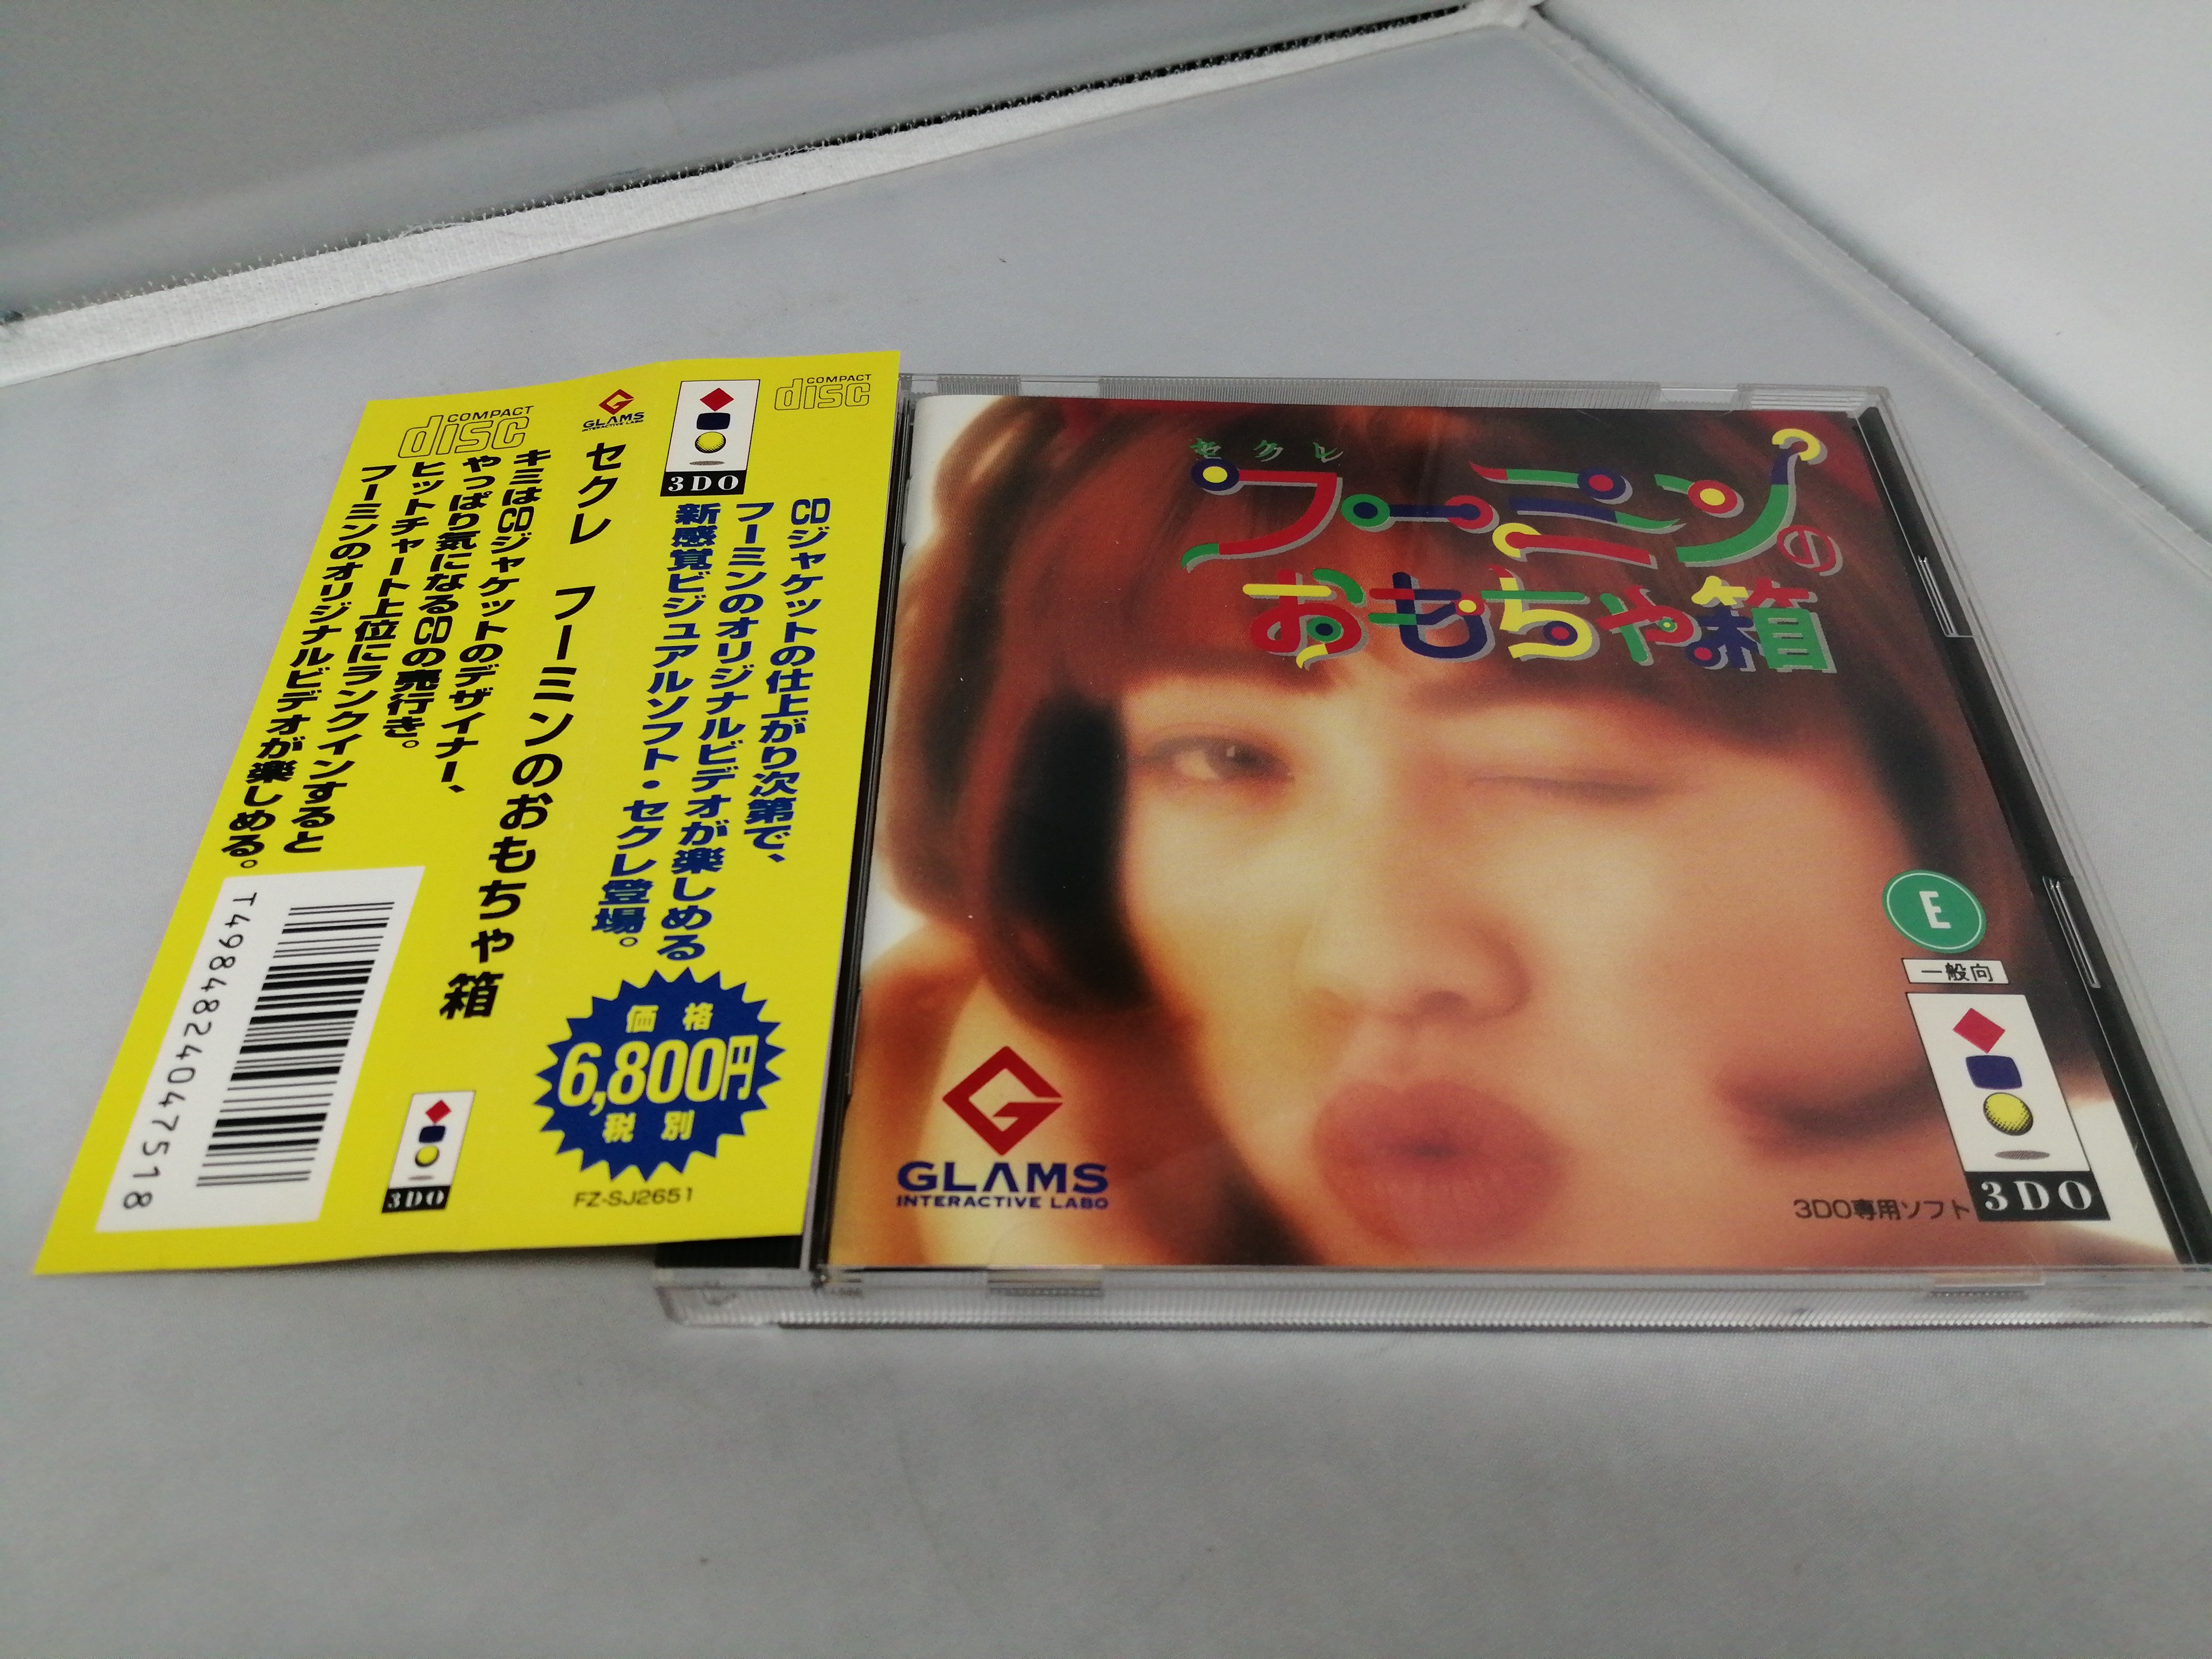 COMPACT
disc
3DO
CDジャケットの仕上がり次第で、
フーミンのオリジナルビデオが楽しめる
新感覚ビジュアルソフト・セクレ登場。
価格
6,800円
税別
FZ-SJ2651
GLAMS
INTERACTIVE LABO
セクレ フーミンのおもちゃ箱
3DO
COMPACT
disc
キミはCDジャケットのデザイナー、
やっぱり気になるCDの売行き。
ヒットチャート上位にランクインすると
フーミンのオリジナルビデオが楽しめる。
T4984824047518
セクレ
フーミンの
おもちゃ箱
E
一般向
3DO
3DO専用ソフト
GLAMS
INTERACTIVE LABO